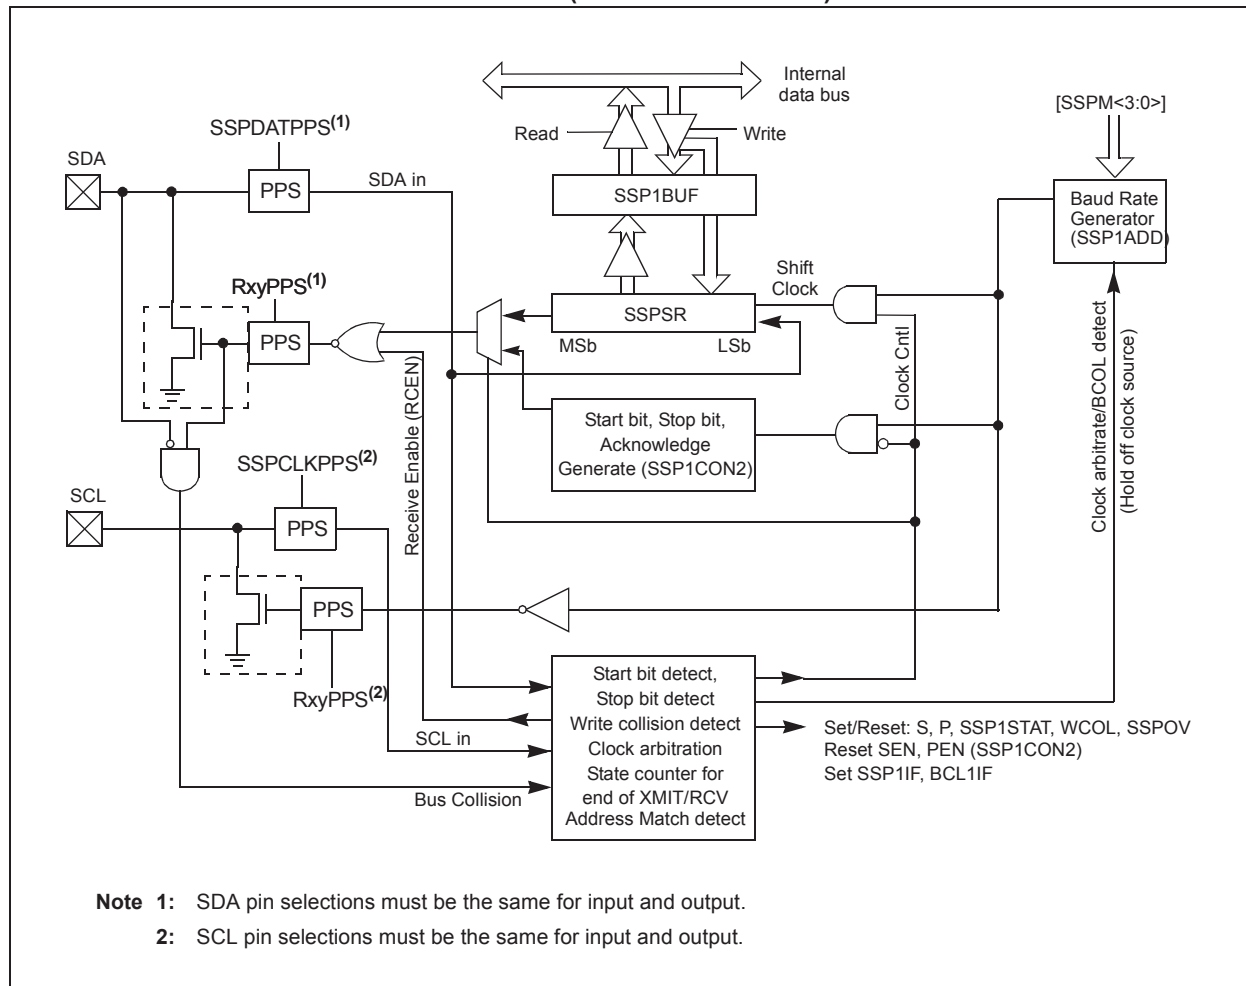 Internal
data bus
[SSPM<3:0>]
Read
Write
SSPDATPPS(1)
SDA
PPS
SDA in
SSP1BUF
Baud Rate
Generator
(SSP1ADD)
Shift
Clock
RxyPPS(1)
PPS
SSPSR
MSb
LSb
Clock Cntl
Receive Enable (RCEN)
Clock arbitrate/BCOL detect
(Hold off clock source)
Start bit, Stop bit,
Acknowledge
Generate (SSP1CON2)
SSPCLKPPS(2)
SCL
PPS
PPS
RxyPPS(2)
SCL in
Bus Collision
Start bit detect,
Stop bit detect
Write collision detect
Clock arbitration
State counter for
end of XMIT/RCV
Address Match detect
Set/Reset: S, P, SSP1STAT, WCOL, SSPOV
Reset SEN, PEN (SSP1CON2)
Set SSP1IF, BCL1IF
Note 1: SDA pin selections must be the same for input and output.
2: SCL pin selections must be the same for input and output.